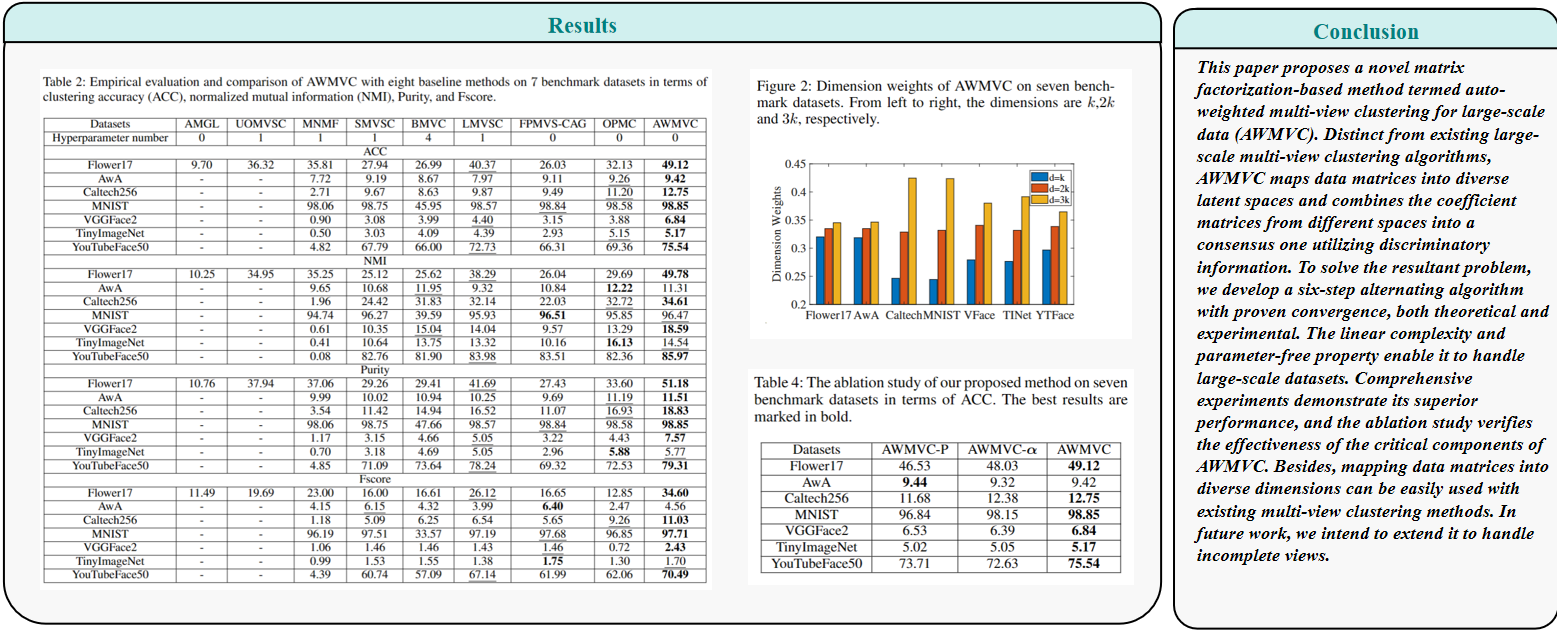 Results
Table 2: Empirical evaluation and comparison of AWMVC with eight baseline methods on 7 benchmark datasets in terms of
clustering accuracy (ACC), normalized mutual information (NMI), Purity, and Fscore.
Datasets AMGL UOMVSC MNMF SMVSC BMVC LMVSC FPMVS-CAG OPMC AWMVC
Hyperparameter number 0 1 1 1 4 1 0 0 0
ACC
Flower17 9.70 36.32 35.81 27.94 26.99 40.37 26.03 32.13 49.12
AwA - - 7.72 9.19 8.67 7.97 9.11 9.26 9.42
Caltech256 - - 2.71 9.67 8.63 9.87 9.49 11.20 12.75
MNIST - - 98.06 98.75 45.95 98.57 98.84 98.58 98.85
VGGFace2 - - 0.90 3.08 3.99 4.40 3.15 3.88 6.84
TinyImageNet - - 0.50 3.03 4.09 4.39 2.93 5.15 5.17
YouTubeFace50 - - 4.82 67.79 66.00 72.73 66.31 69.36 75.54
NMI
Flower17 10.25 34.95 35.25 25.12 25.62 38.29 26.04 29.69 49.78
AwA - - 9.65 10.68 11.95 9.32 10.84 12.22 11.31
Caltech256 - - 1.96 24.42 31.83 32.14 22.03 32.72 34.61
MNIST - - 94.74 96.27 39.59 95.93 96.51 95.85 96.47
VGGFace2 - - 0.61 10.35 15.04 14.04 9.57 13.29 18.59
TinyImageNet - - 0.41 10.64 13.75 13.32 10.16 16.13 14.54
YouTubeFace50 - - 0.08 82.76 81.90 83.98 83.51 82.36 85.97
Purity
Flower17 10.76 37.94 37.06 29.26 29.41 41.69 27.43 33.60 51.18
AwA - - 9.99 10.02 10.94 10.25 9.69 11.19 11.51
Caltech256 - - 3.54 11.42 14.94 16.52 11.07 16.93 18.83
MNIST - - 98.06 98.75 47.66 98.57 98.84 98.58 98.85
VGGFace2 - - 1.17 3.15 4.66 5.05 3.22 4.43 7.57
TinyImageNet - - 0.70 3.18 4.69 5.05 2.96 5.88 5.77
YouTubeFace50 - - 4.85 71.09 73.64 78.24 69.32 72.53 79.31
Fscore
Flower17 11.49 19.69 23.00 16.00 16.61 26.12 16.65 12.85 34.60
AwA - - 4.15 6.15 4.32 3.99 6.40 2.47 4.56
Caltech256 - - 1.18 5.09 6.25 6.54 5.65 9.26 11.03
MNIST - - 96.19 97.51 33.57 97.19 97.68 96.85 97.71
VGGFace2 - - 1.06 1.46 1.46 1.43 1.46 0.72 2.43
TinyImageNet - - 0.99 1.53 1.55 1.38 1.75 1.30 1.70
YouTubeFace50 - - 4.39 60.74 57.09 67.14 61.99 62.06 70.49
Figure 2: Dimension weights of AWMVC on seven bench-
mark datasets. From left to right, the dimensions are k,2k
and 3k, respectively.
Dimension Weights
0.45
0.4
0.35
0.3
0.25
0.2
d=k
d=2k
d=3k
Flower17 AwA CaltechMNIST VFace TINet YTFace
Table 4: The ablation study of our proposed method on seven
benchmark datasets in terms of ACC. The best results are
marked in bold.
Datasets AWMVC-P AWMVC-α AWMVC
Flower17 46.53 48.03 49.12
AwA 9.44 9.32 9.42
Caltech256 11.68 12.38 12.75
MNIST 96.84 98.15 98.85
VGGFace2 6.53 6.39 6.84
TinyImageNet 5.02 5.05 5.17
YouTubeFace50 73.71 72.63 75.54
Conclusion
This paper proposes a novel matrix
factorization-based method termed auto-
weighted multi-view clustering for large-scale
data (AWMVC). Distinct from existing large-
scale multi-view clustering algorithms,
AWMVC maps data matrices into diverse
latent spaces and combines the coefficient
matrices from different spaces into a
consensus one utilizing discriminatory
information. To solve the resultant problem,
we develop a six-step alternating algorithm
with proven convergence, both theoretical and
experimental. The linear complexity and
parameter-free property enable it to handle
large-scale datasets. Comprehensive
experiments demonstrate its superior
performance, and the ablation study verifies
the effectiveness of the critical components of
AWMVC. Besides, mapping data matrices into
diverse dimensions can be easily used with
existing multi-view clustering methods. In
future work, we intend to extend it to handle
incomplete views.